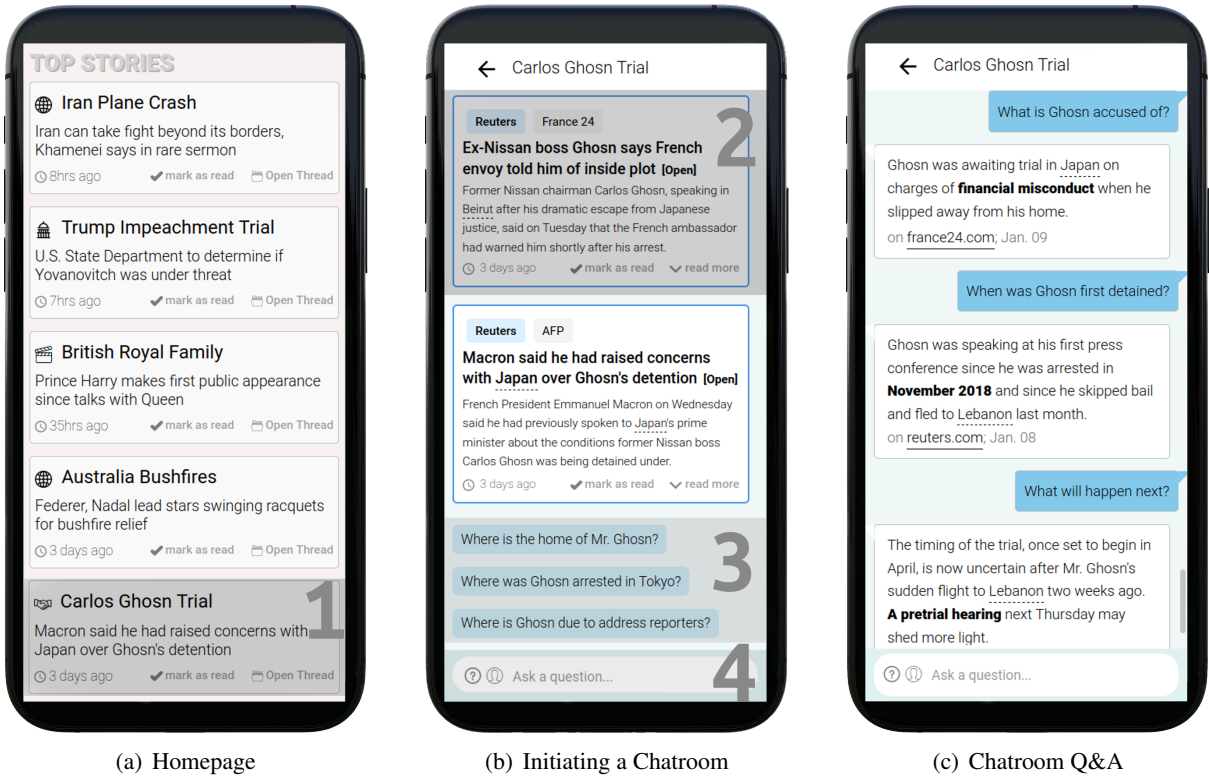 TOP STORIES
Iran Plane Crash
Iran can take fight beyond its borders,
Khamenei says in rare sermon
8hrs ago mark as read Open Thread
Trump Impeachment Trial
U.S. State Department to determine if
Yovanovitch was under threat
7hrs ago mark as read Open Thread
British Royal Family
Prince Harry makes first public appearance
since talks with Queen
35hrs ago mark as read Open Thread
Australia Bushfires
Federer, Nadal lead stars swinging racquets
for bushfire relief
3 days ago mark as read Open Thread
1
Carlos Ghosn Trial
Macron said he had raised concerns with
Japan over Ghosn's detention
3 days ago mark as read Open Thread
(a) Homepage
Carlos Ghosn Trial
2
Reuters France 24
Ex-Nissan boss Ghosn says French
envoy told him of inside plot [Open]
Former Nissan chairman Carlos Ghosn, speaking in
Beirut after his dramatic escape from Japanese
justice, said on Tuesday that the French ambassador
had warned him shortly after his arrest.
3 days ago mark as read read more
Reuters AFP
Macron said he had raised concerns
with Japan over Ghosn's detention [Open]
French President Emmanuel Macron on Wednesday
said he had previously spoken to Japan's prime
minister about the conditions former Nissan boss
Carlos Ghosn was being detained under.
3 days ago mark as read read more
Where is the home of Mr. Ghosn?
3
Where was Ghosn arrested in Tokyo?
Where is Ghosn due to address reporters?
4
? Ask a question...
(b) Initiating a Chatroom
Carlos Ghosn Trial
What is Ghosn accused of?
Ghosn was awaiting trial in Japan on
charges of financial misconduct when he
slipped away from his home.
on france24.com; Jan. 09
When was Ghosn first detained?
Ghosn was speaking at his first press
conference since he was arrested in
November 2018 and since he skipped bail
and fled to Lebanon last month.
on reuters.com; Jan. 08
What will happen next?
The timing of the trial, once set to begin in
April, is now uncertain after Mr. Ghosn's
sudden flight to Lebanon two weeks ago.
A pretrial hearing next Thursday may
shed more light.
? Ask a question...
(c) Chatroom Q&A